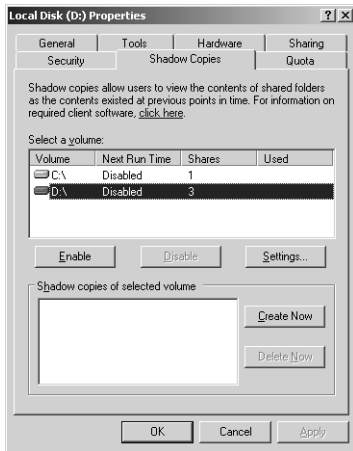 Local Disk (D:) Properties
General Tools Hardware Sharing
Security Shadow Copies Quota
Shadow copies allow users to view the contents of shared folders
as the contents existed at previous points in time. For information on
required client software, click here.
Select a volume:
Volume Next Run Time Shares Used
C:\ Disabled 1
D:\ Disabled 3
Enable Disable Settings...
Shadow copies of selected volume
Create Now
Delete Now
OK Cancel Apply